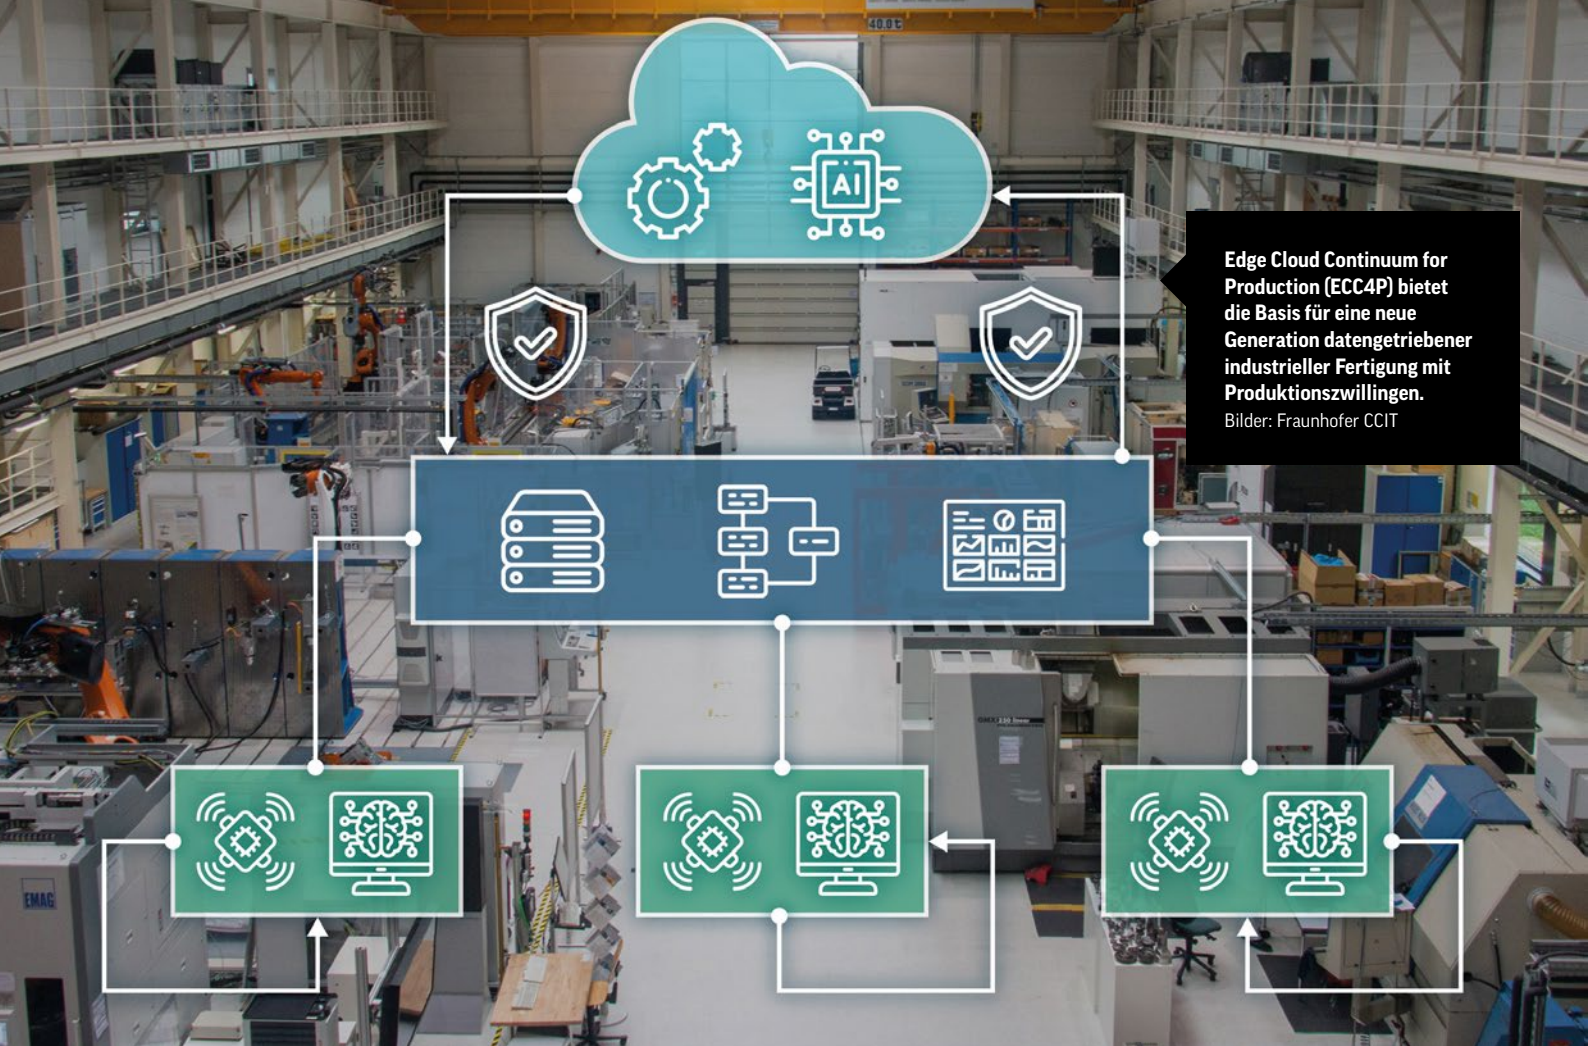 40.0t
AI
Edge Cloud Continuum for
Production (ECC4P) bietet
die Basis für eine neue
Generation datengetriebener
industrieller Fertigung mit
Produktionszwillingen.
Bilder: Fraunhofer CCIT
EMAG